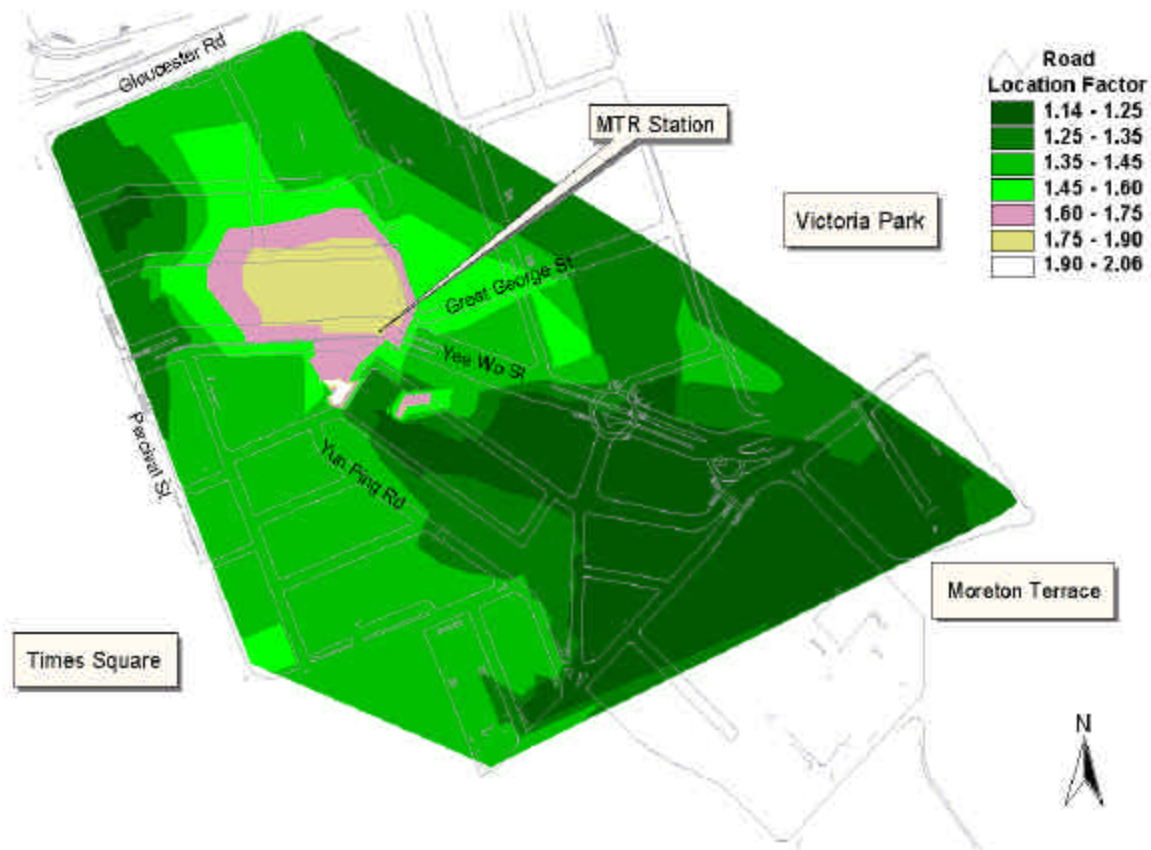 Gloucester Rd
MTR Station
Road
Location Factor
1.14 - 1.25
1.25 - 1.35
1.35 - 1.45
1.45 - 1.60
1.60 - 1.75
1.75 - 1.90
1.90 - 2.06
Victoria Park
Great George St
Yee Wo St
Percival St.
Yun Ping Rd
Moreton Terrace
Times Square
N